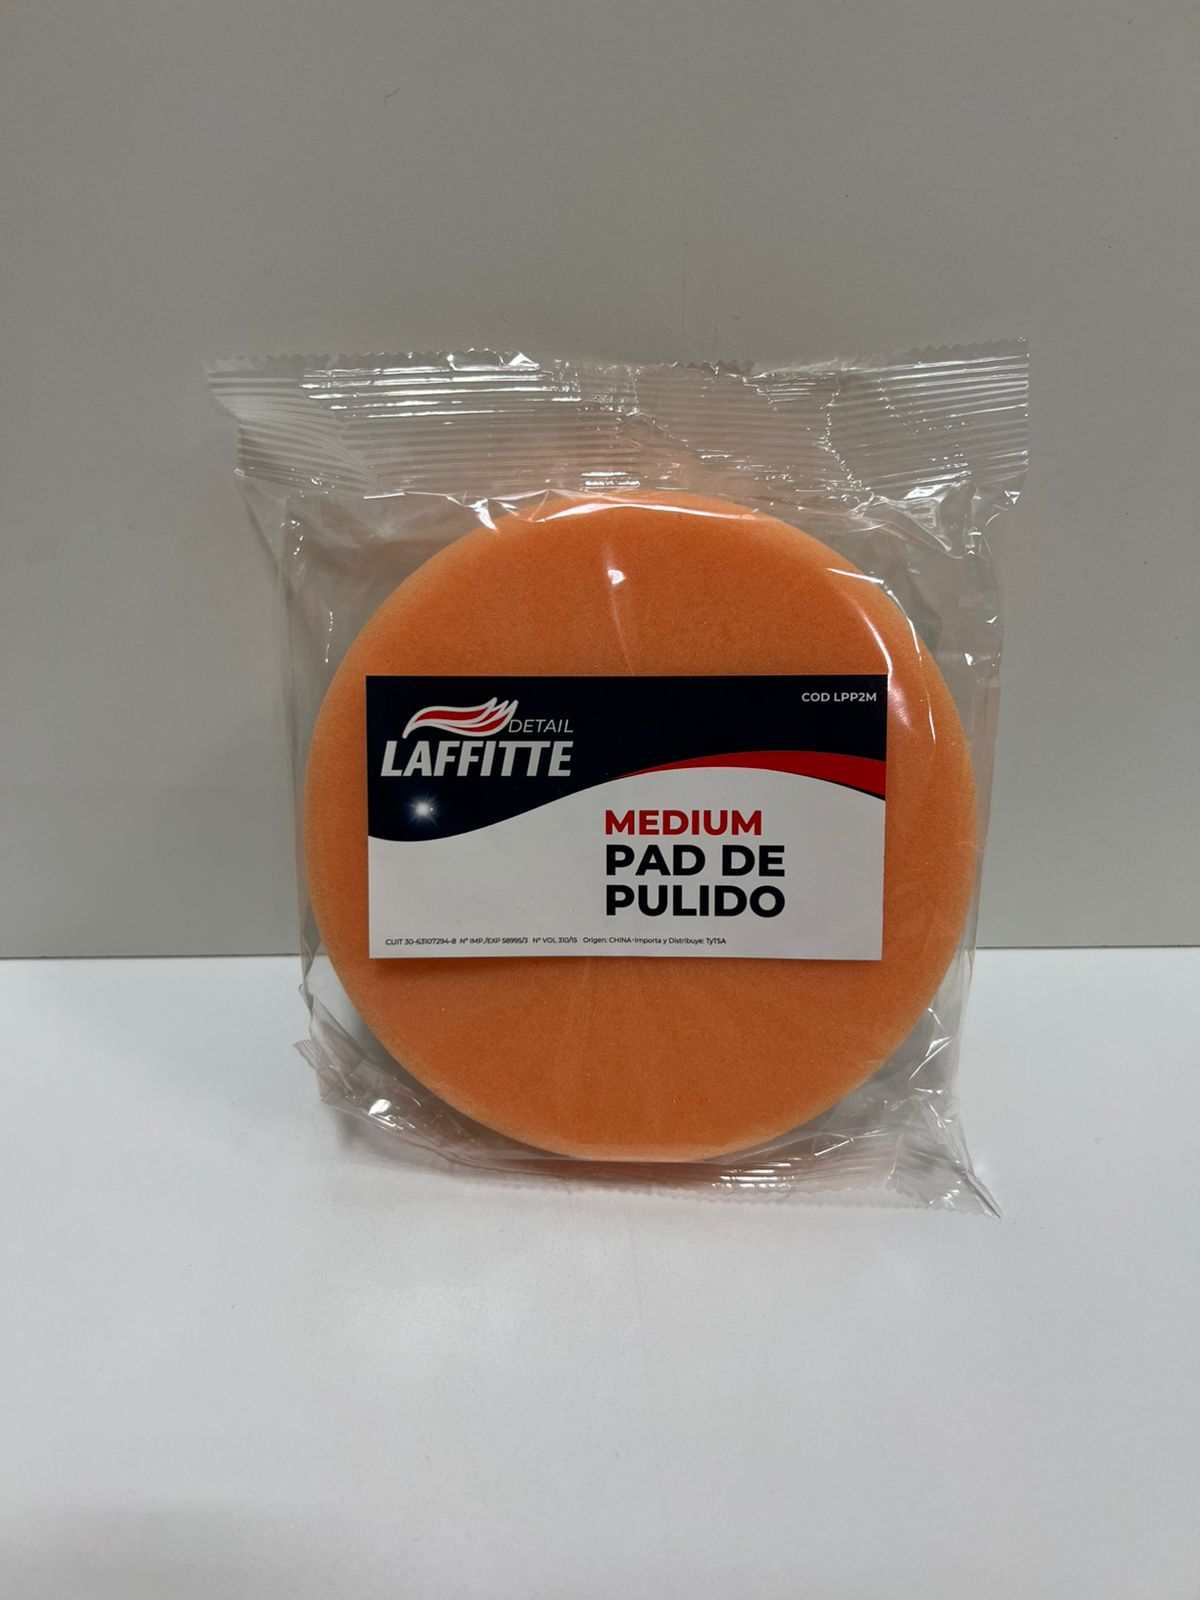 COD LPP2M
DETAIL
LAFFITTE
MEDIUM
PAD DE
PULIDO
CUIT 30-63107294-8 Nº IMP./EXP 58995/3 Nº VOL 310/15 Origen: CHINA · Importa y Distribuye: TyTSA